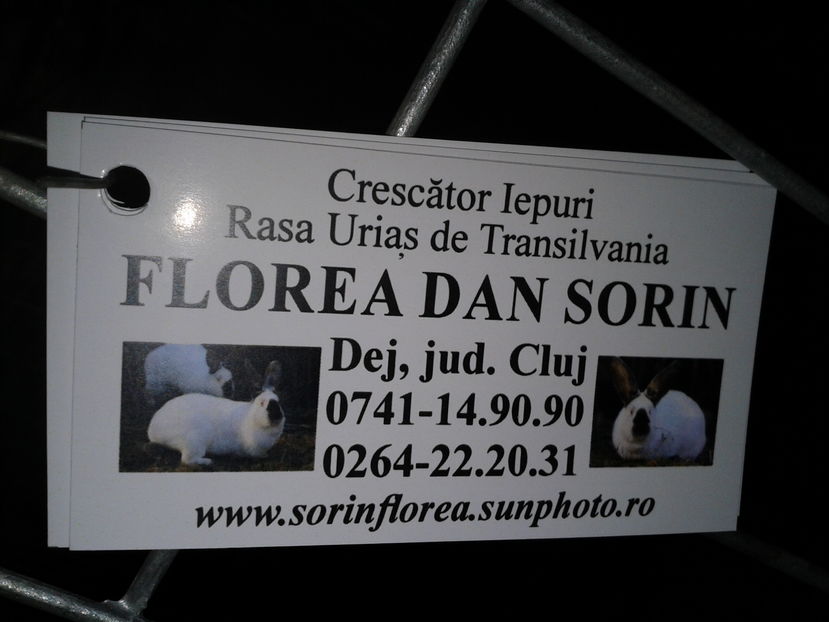 Crescător Iepuri
Rasa Uriaș de Transilvania
FLOREA DAN SORIN
Dej, jud. Cluj
0741-14.90.90
0264-22.20.31
www.sorinflorea.sunphoto.ro